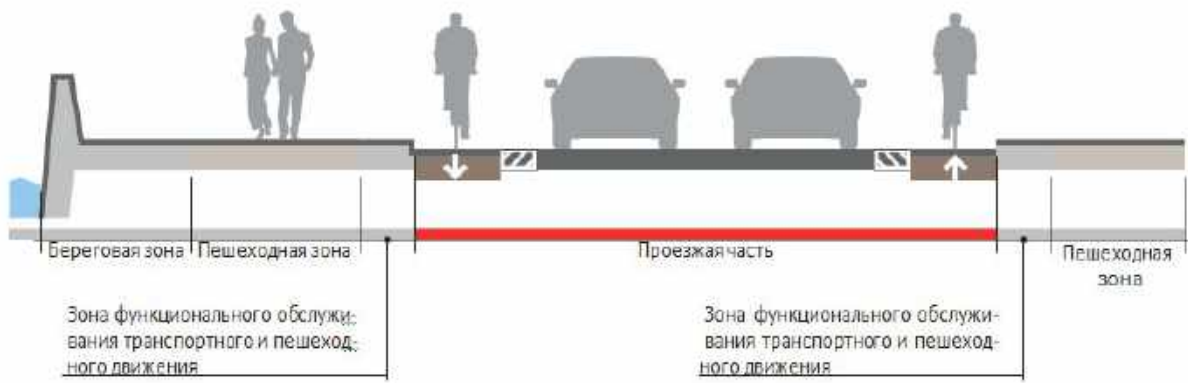 Береговая зона
Пешеходная зона
Проезжая часть
Пешеходная
зона
Зона функционального обслужи-
вания транспортного и пешеход-
ного движения
Зона функционального обслужи-
вания транспортного и пешеход-
ного движения